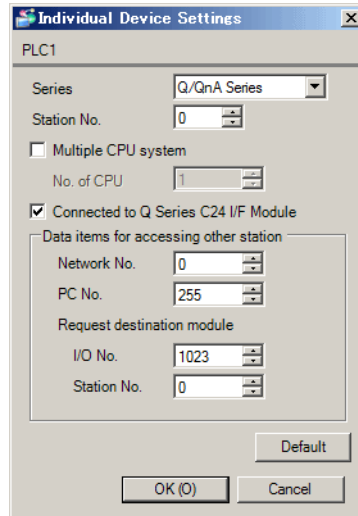 Individual Device Settings
PLC1
Series Q/QnA Series
Station No. 0
Multiple CPU system
No. of CPU 1
Connected to Q Series C24 I/F Module
Data items for accessing other station
Network No. 0
PC No. 255
Request destination module
I/O No. 1023
Station No. 0
Default
OK (O) Cancel